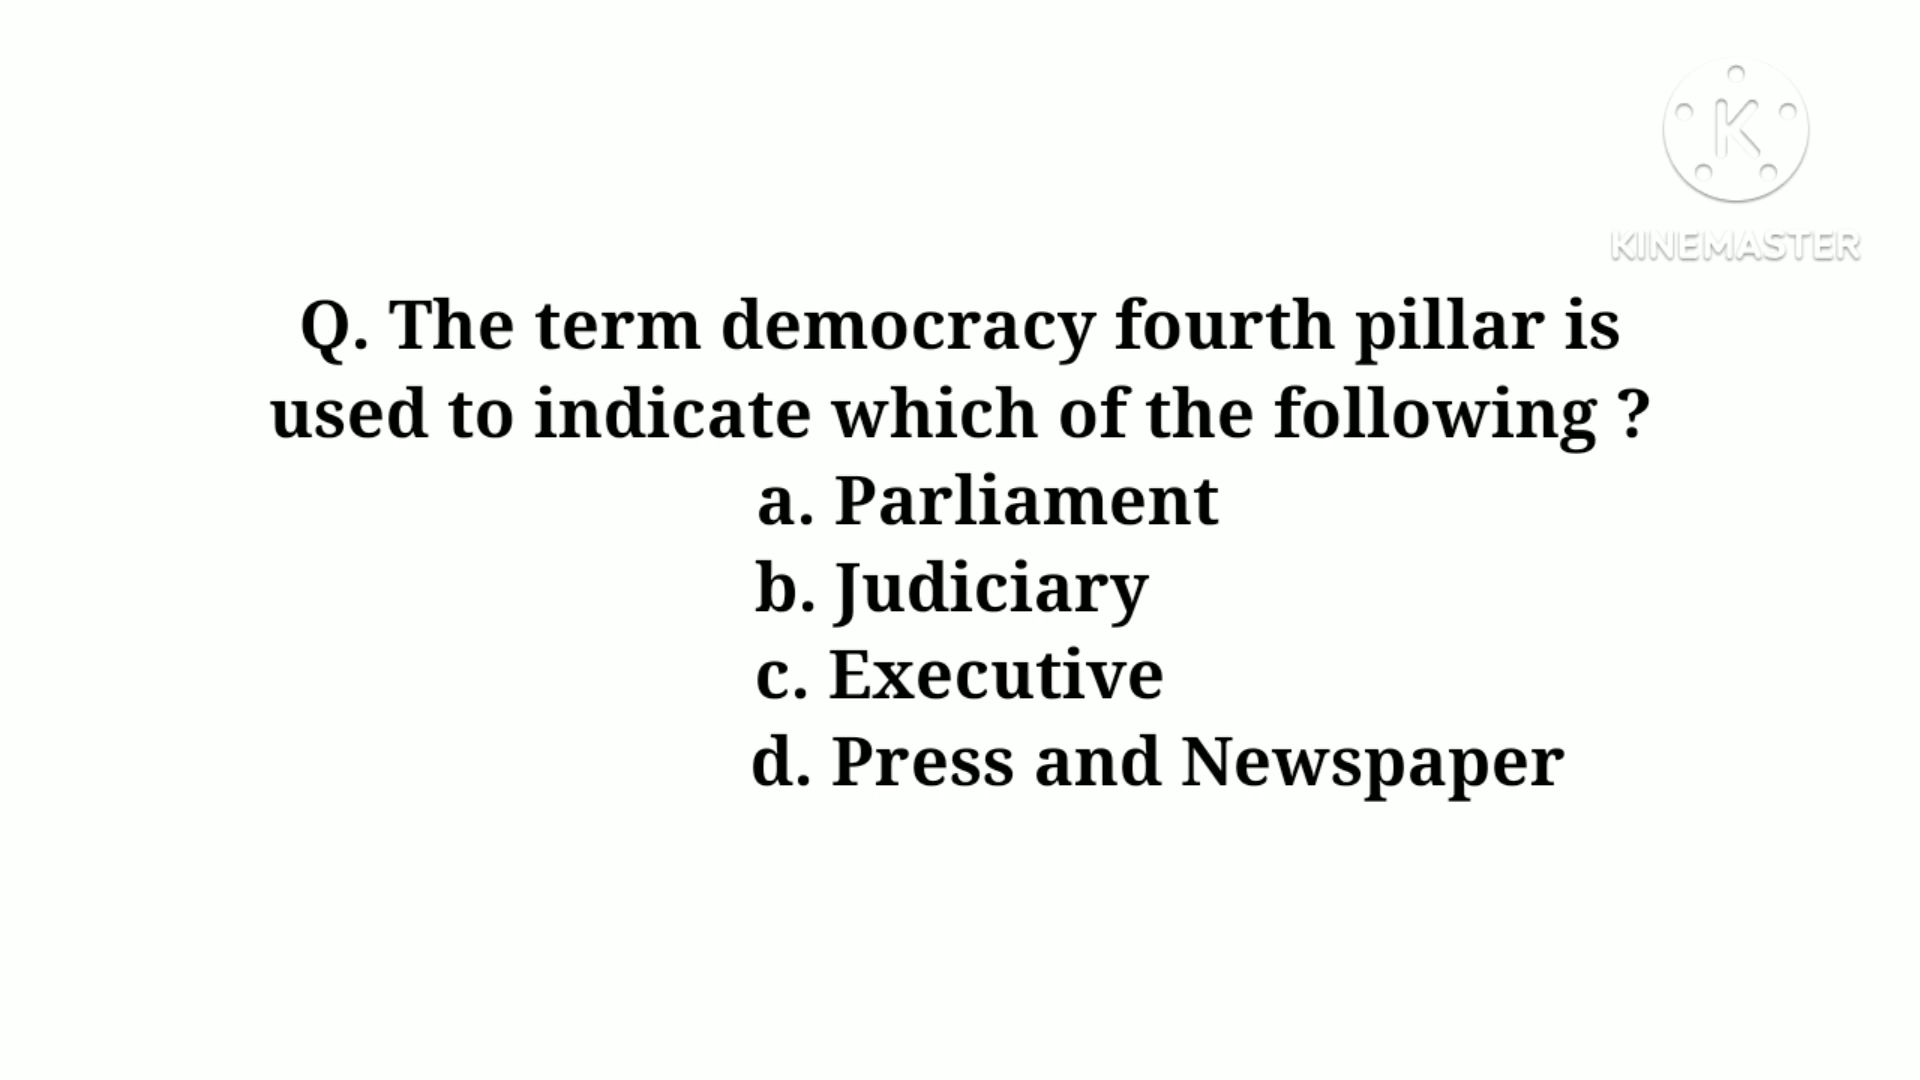 K
KINEMASTER
Q. The term democracy fourth pillar is
used to indicate which of the following ?
a. Parliament
b. Judiciary
c. Executive
d. Press and Newspaper